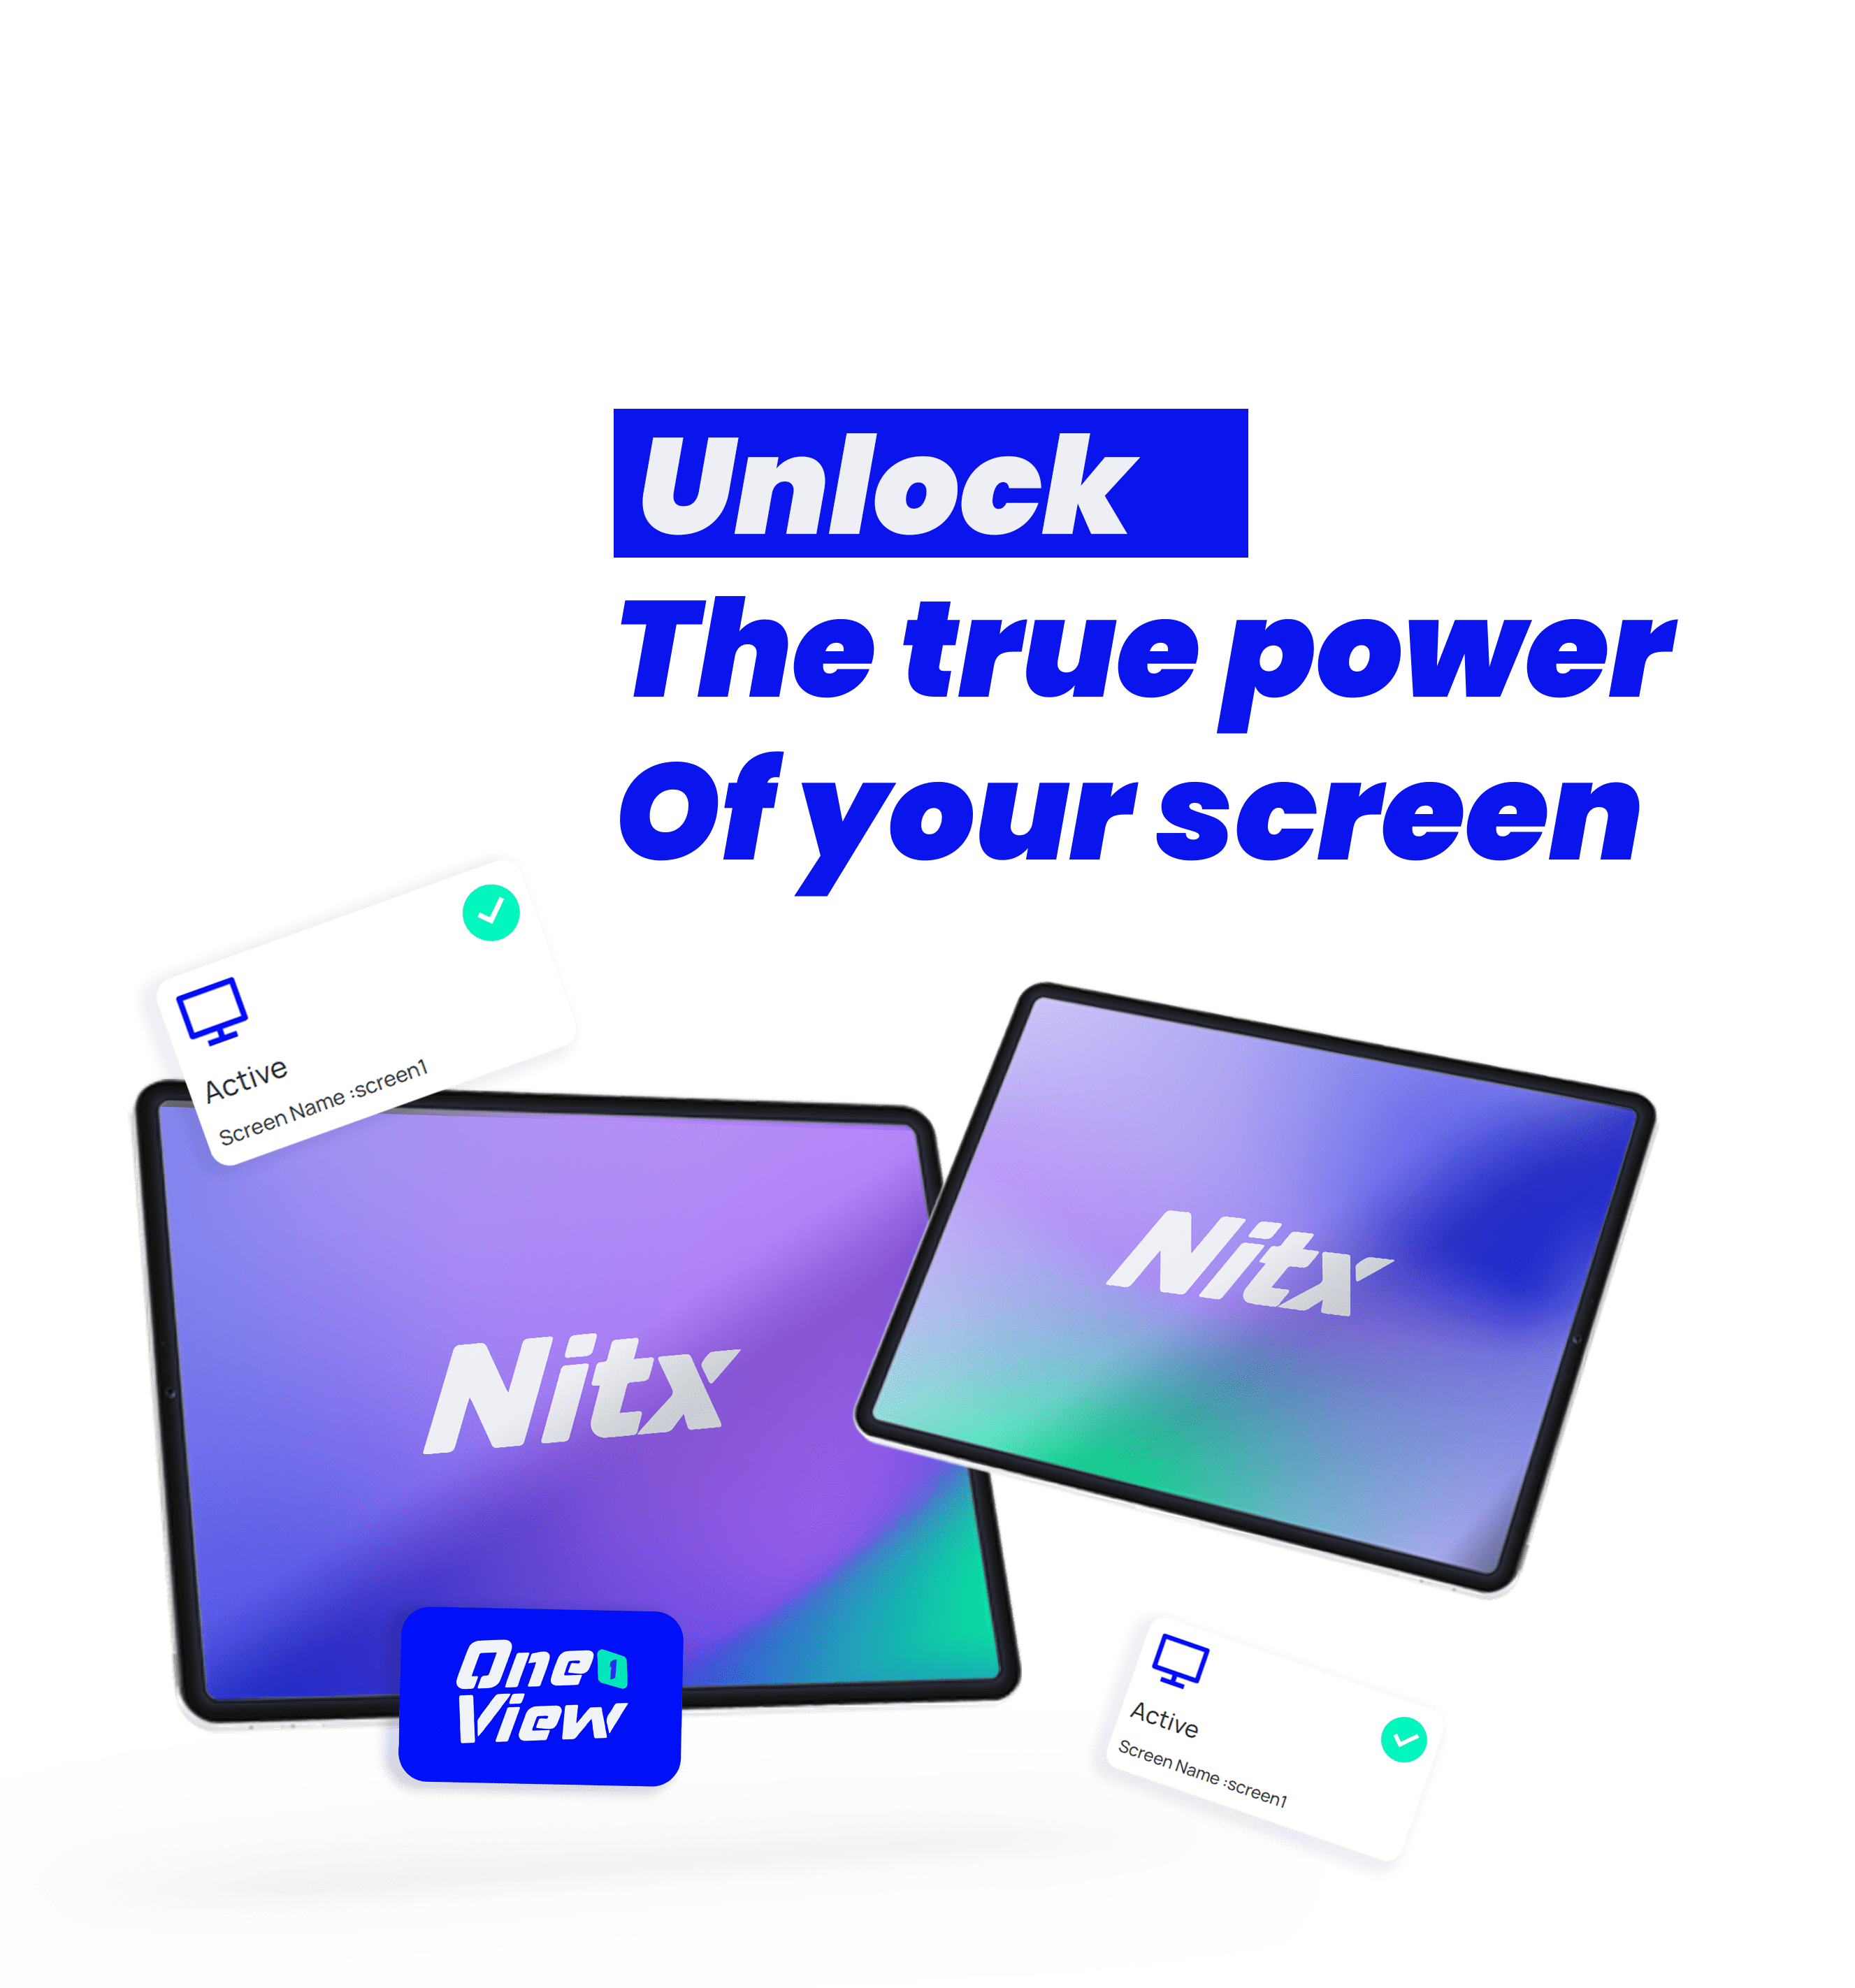 Unlock
The true power
Of your screen
Active
Screen Name :screen1
Nitx
Nitx
One 1
View
Active
Screen Name :screen1